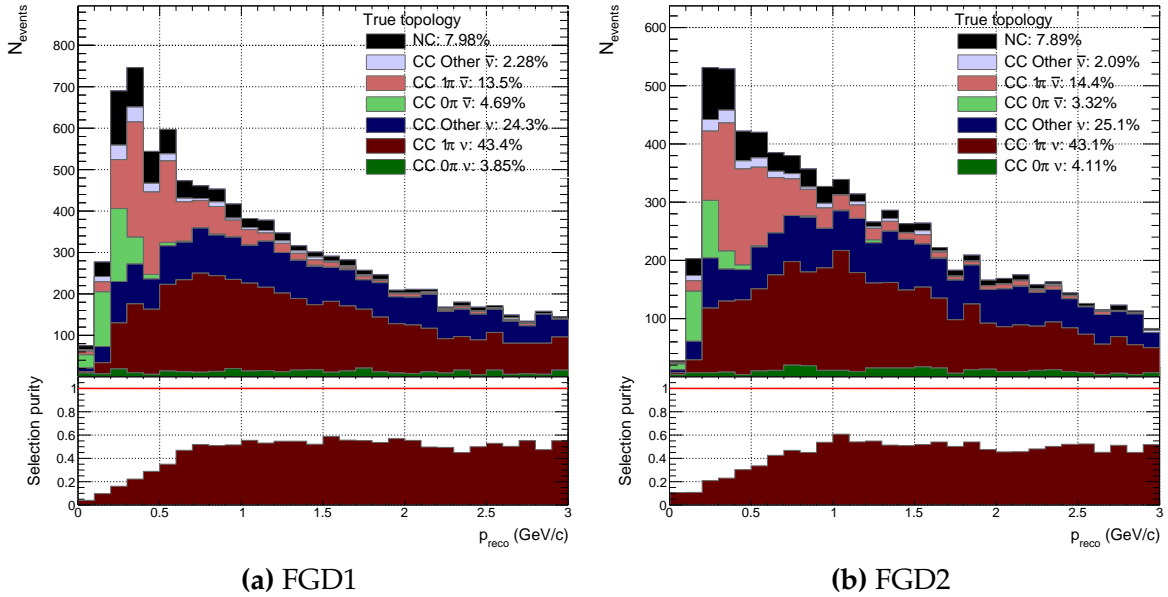 N_events
True topology
NC: 7.98%
CC Other ν̄: 2.28%
CC 1π ν̄: 13.5%
CC 0π ν̄: 4.69%
CC Other ν: 24.3%
CC 1π ν: 43.4%
CC 0π ν: 3.85%
800
700
600
500
400
300
200
100
Selection purity
1
0.8
0.6
0.4
0.2
0
0 0.5 1 1.5 2 2.5 3
p_reco (GeV/c)
(a) FGD1
N_events
True topology
NC: 7.89%
CC Other ν̄: 2.09%
CC 1π ν̄: 14.4%
CC 0π ν̄: 3.32%
CC Other ν: 25.1%
CC 1π ν: 43.1%
CC 0π ν: 4.11%
600
500
400
300
200
100
Selection purity
1
0.8
0.6
0.4
0.2
0
0 0.5 1 1.5 2 2.5 3
p_reco (GeV/c)
(b) FGD2